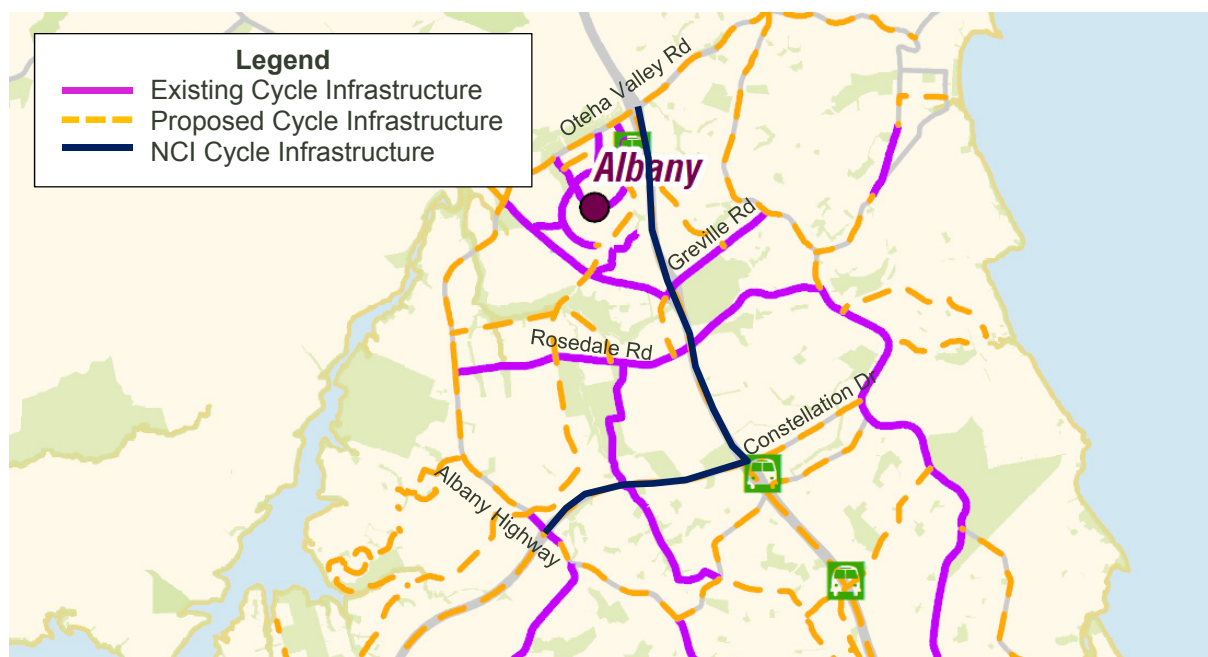 Legend
Existing Cycle Infrastructure
Proposed Cycle Infrastructure
NCI Cycle Infrastructure
Oteha Valley Rd
Albany
Greville Rd
Rosedale Rd
Constellation Dr
Albany Highway